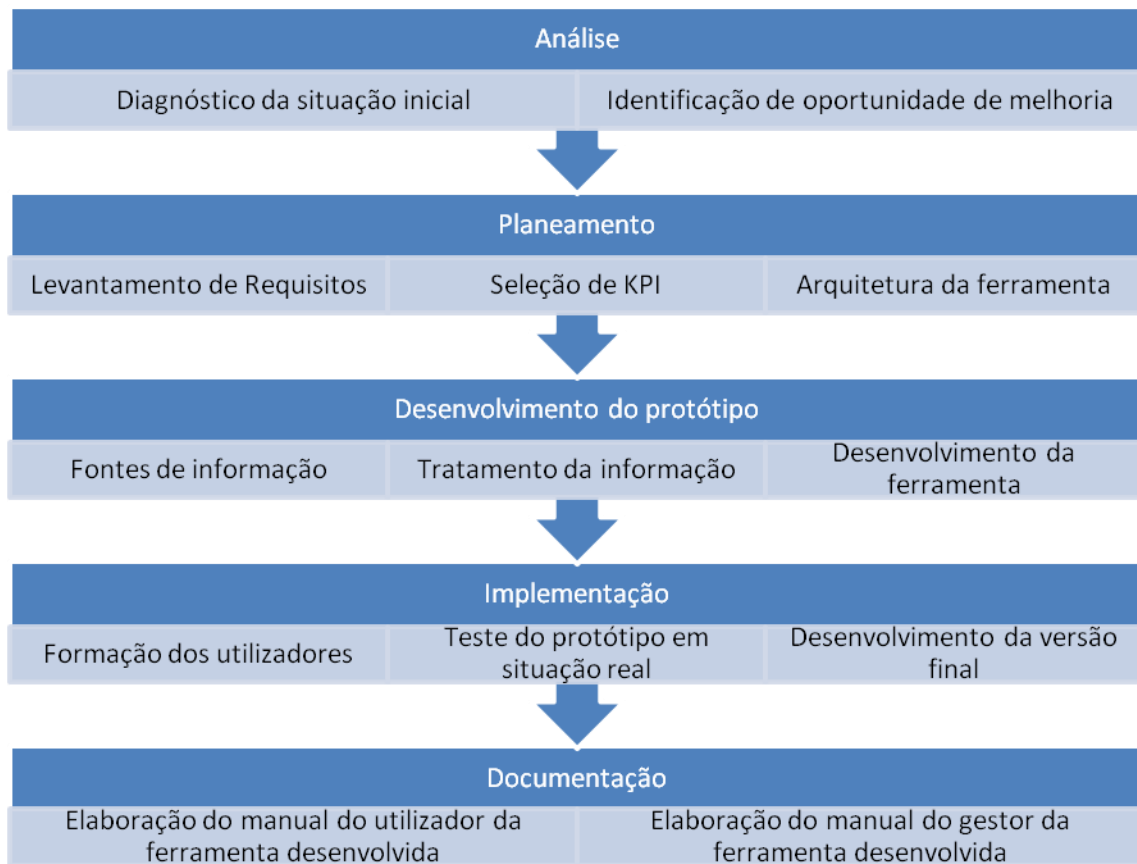 Análise
Diagnóstico da situação inicial
Identificação de oportunidade de melhoria
Planeamento
Levantamento de Requisitos
Seleção de KPI
Arquitetura da ferramenta
Desenvolvimento do protótipo
Fontes de informação
Tratamento da informação
Desenvolvimento da
ferramenta
Implementação
Formação dos utilizadores
Teste do protótipo em
situação real
Desenvolvimento da versão
final
Documentação
Elaboração do manual do utilizador da
ferramenta desenvolvida
Elaboração do manual do gestor da
ferramenta desenvolvida